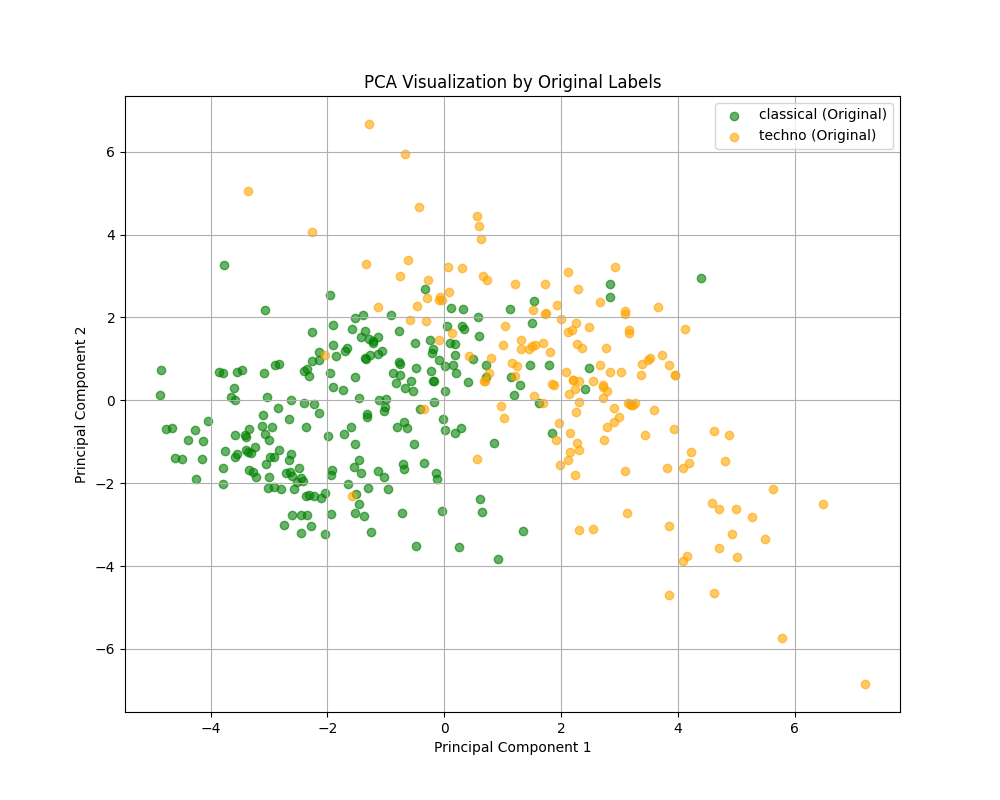 PCA Visualization by Original Labels
classical (Original)
techno (Original)
6
4
2
0
−2
−4
−6
Principal Component 2
−4
−2
0
2
4
6
Principal Component 1